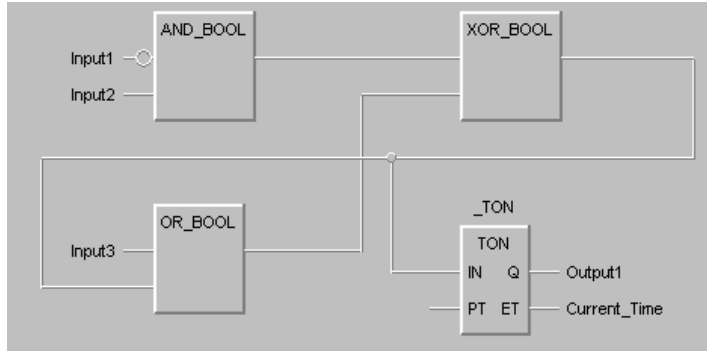 AND_BOOL
XOR_BOOL
Input1
Input2
OR_BOOL
_TON
TON
Input3
IN Q Output1
PT ET Current_Time